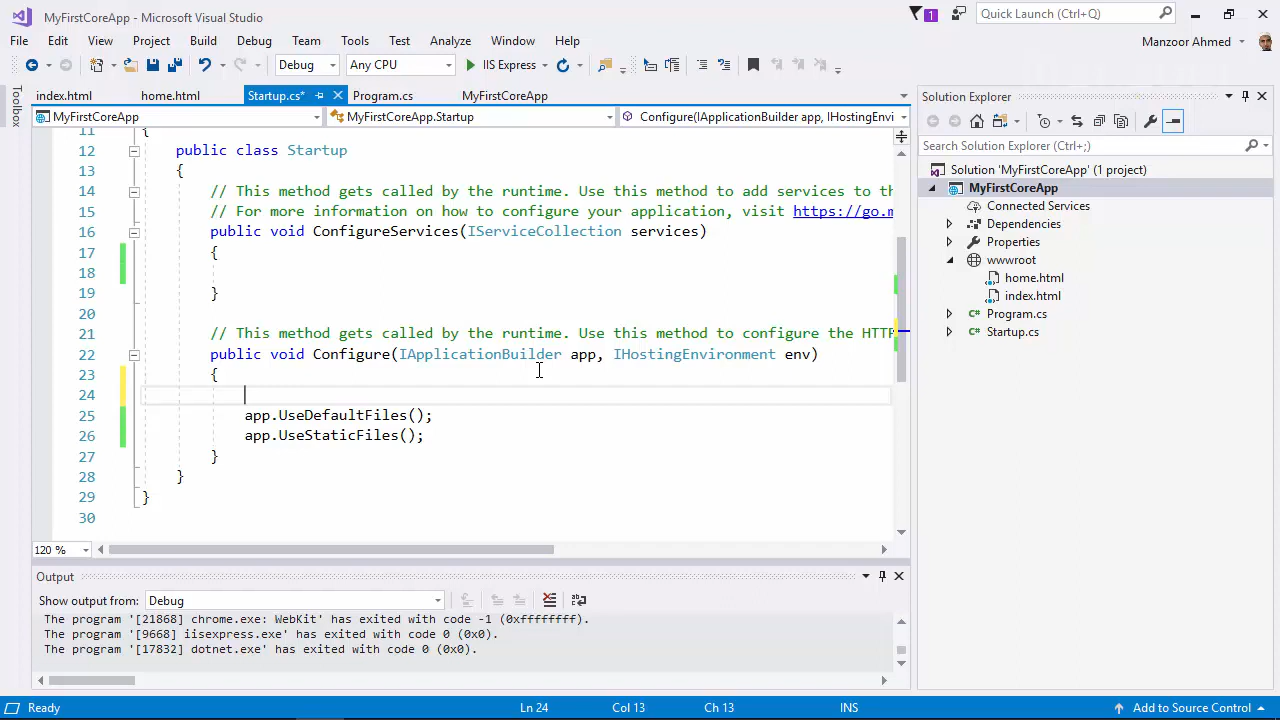 MyFirstCoreApp - Microsoft Visual Studio
1
Quick Launch (Ctrl+Q)
File Edit View Project Build Debug Team Tools Test Analyze Window Help
Manzoor Ahmed
Debug Any CPU IIS Express
Toolbox
index.html home.html Startup.cs* Program.cs MyFirstCoreApp
MyFirstCoreApp MyFirstCoreApp.Startup Configure(IApplicationBuilder app, IHostingEnvi
11 {
12 public class Startup
13 {
14 // This method gets called by the runtime. Use this method to add services to th
15 // For more information on how to configure your application, visit https://go.m
16 public void ConfigureServices(IServiceCollection services)
17 {
18
19 }
20
21 // This method gets called by the runtime. Use this method to configure the HTTP
22 public void Configure(IApplicationBuilder app, IHostingEnvironment env)
23 {
24
25 app.UseDefaultFiles();
26 app.UseStaticFiles();
27 }
28 }
29 }
30
120 %
Output
Show output from: Debug
The program '[21868] chrome.exe: WebKit' has exited with code -1 (0xffffffff).
The program '[9668] iisexpress.exe' has exited with code 0 (0x0).
The program '[17832] dotnet.exe' has exited with code 0 (0x0).
Solution Explorer
Search Solution Explorer (Ctrl+;)
Solution 'MyFirstCoreApp' (1 project)
MyFirstCoreApp
Connected Services
Dependencies
Properties
wwwroot
home.html
index.html
Program.cs
Startup.cs
Ready Ln 24 Col 13 Ch 13 INS Add to Source Control